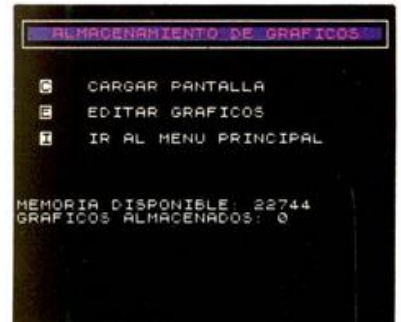 ALMACENAMIENTO DE GRAFICOS
C CARGAR PANTALLA
E EDITAR GRAFICOS
I IR AL MENU PRINCIPAL
MEMORIA DISPONIBLE: 22744
GRAFICOS ALMACENADOS: 0